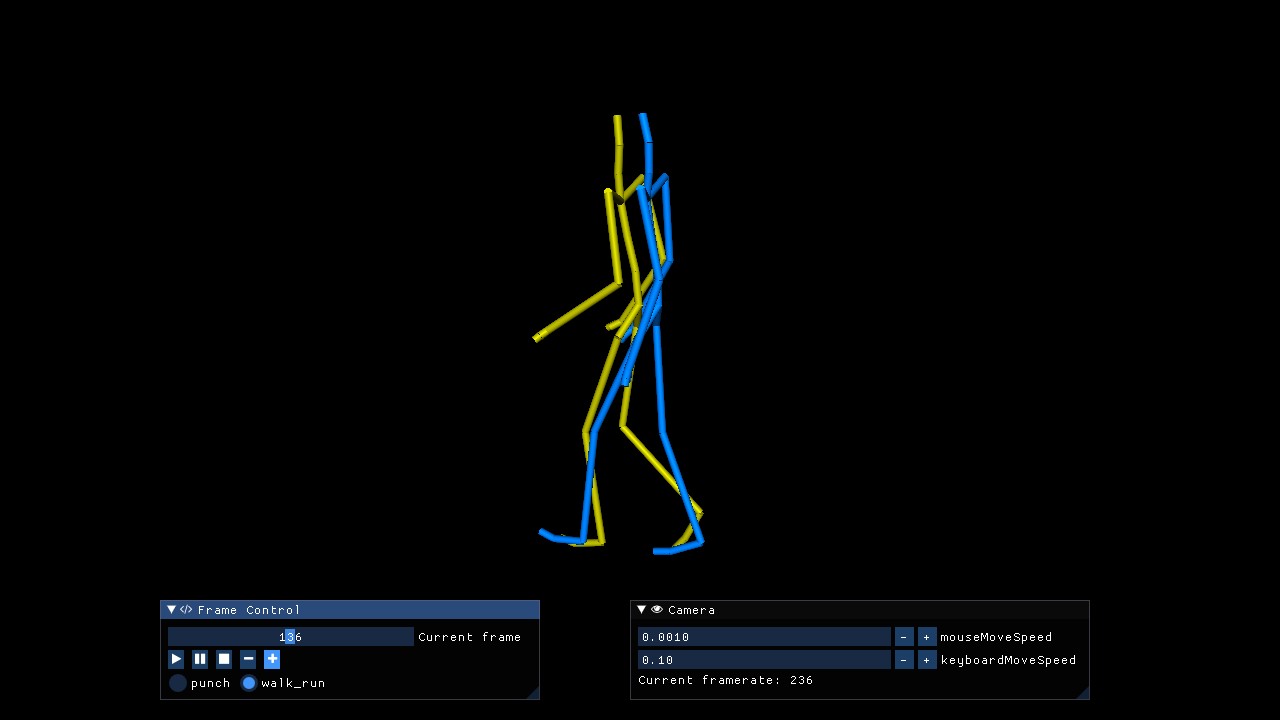 Frame Control
136 Current frame
punch walk_run
Camera
0.0010 - + mouseMoveSpeed
0.10 - + keyboardMoveSpeed
Current framerate: 236